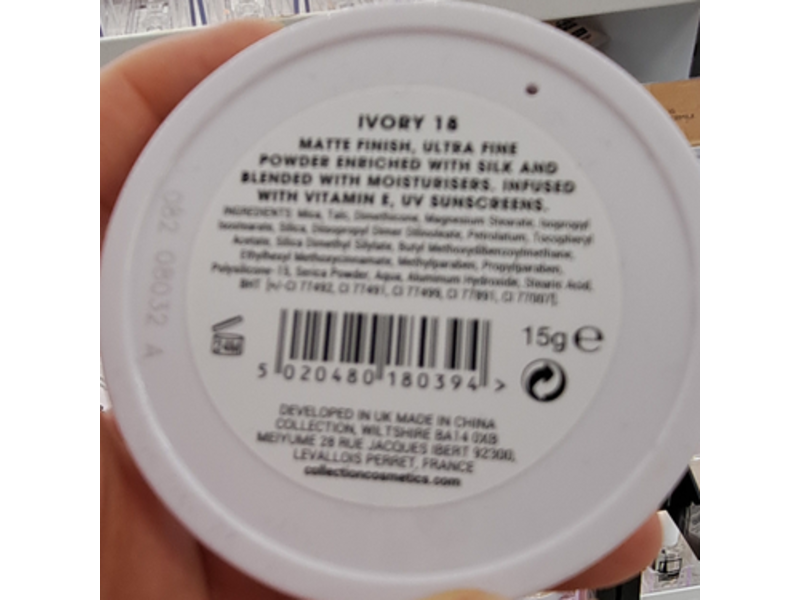 IVORY 18
MATTE FINISH, ULTRA FINE
POWDER ENRICHED WITH SILK AND
BLENDED WITH MOISTURISERS. INFUSED
WITH VITAMIN E, UV SUNSCREENS.
INGREDIENTS: Mica, Talc, Dimethicone, Magnesium Stearate, Isopropyl
Isostearate, Silica, Diisopropyl Dimer Dilinoleate, Petrolatum, Tocopheryl
Acetate, Silica Dimethyl Silylate, Butyl Methoxydibenzoylmethane,
Ethylhexyl Methoxycinnamate, Methylparaben, Propylparaben,
Polysilicone-15, Serica Powder, Aqua, Aluminum Hydroxide, Stearic Acid,
BHT [+/-CI 77492, CI 77491, CI 77499, CI 77891, CI 77007].
24M
15g e
5 020480 180394 >
DEVELOPED IN UK MADE IN CHINA
COLLECTION, WILTSHIRE BA14 0XB
MEIYUME 28 RUE JACQUES IBERT 92300,
LEVALLOIS PERRET, FRANCE
collectioncosmetics.com
082 08032 A